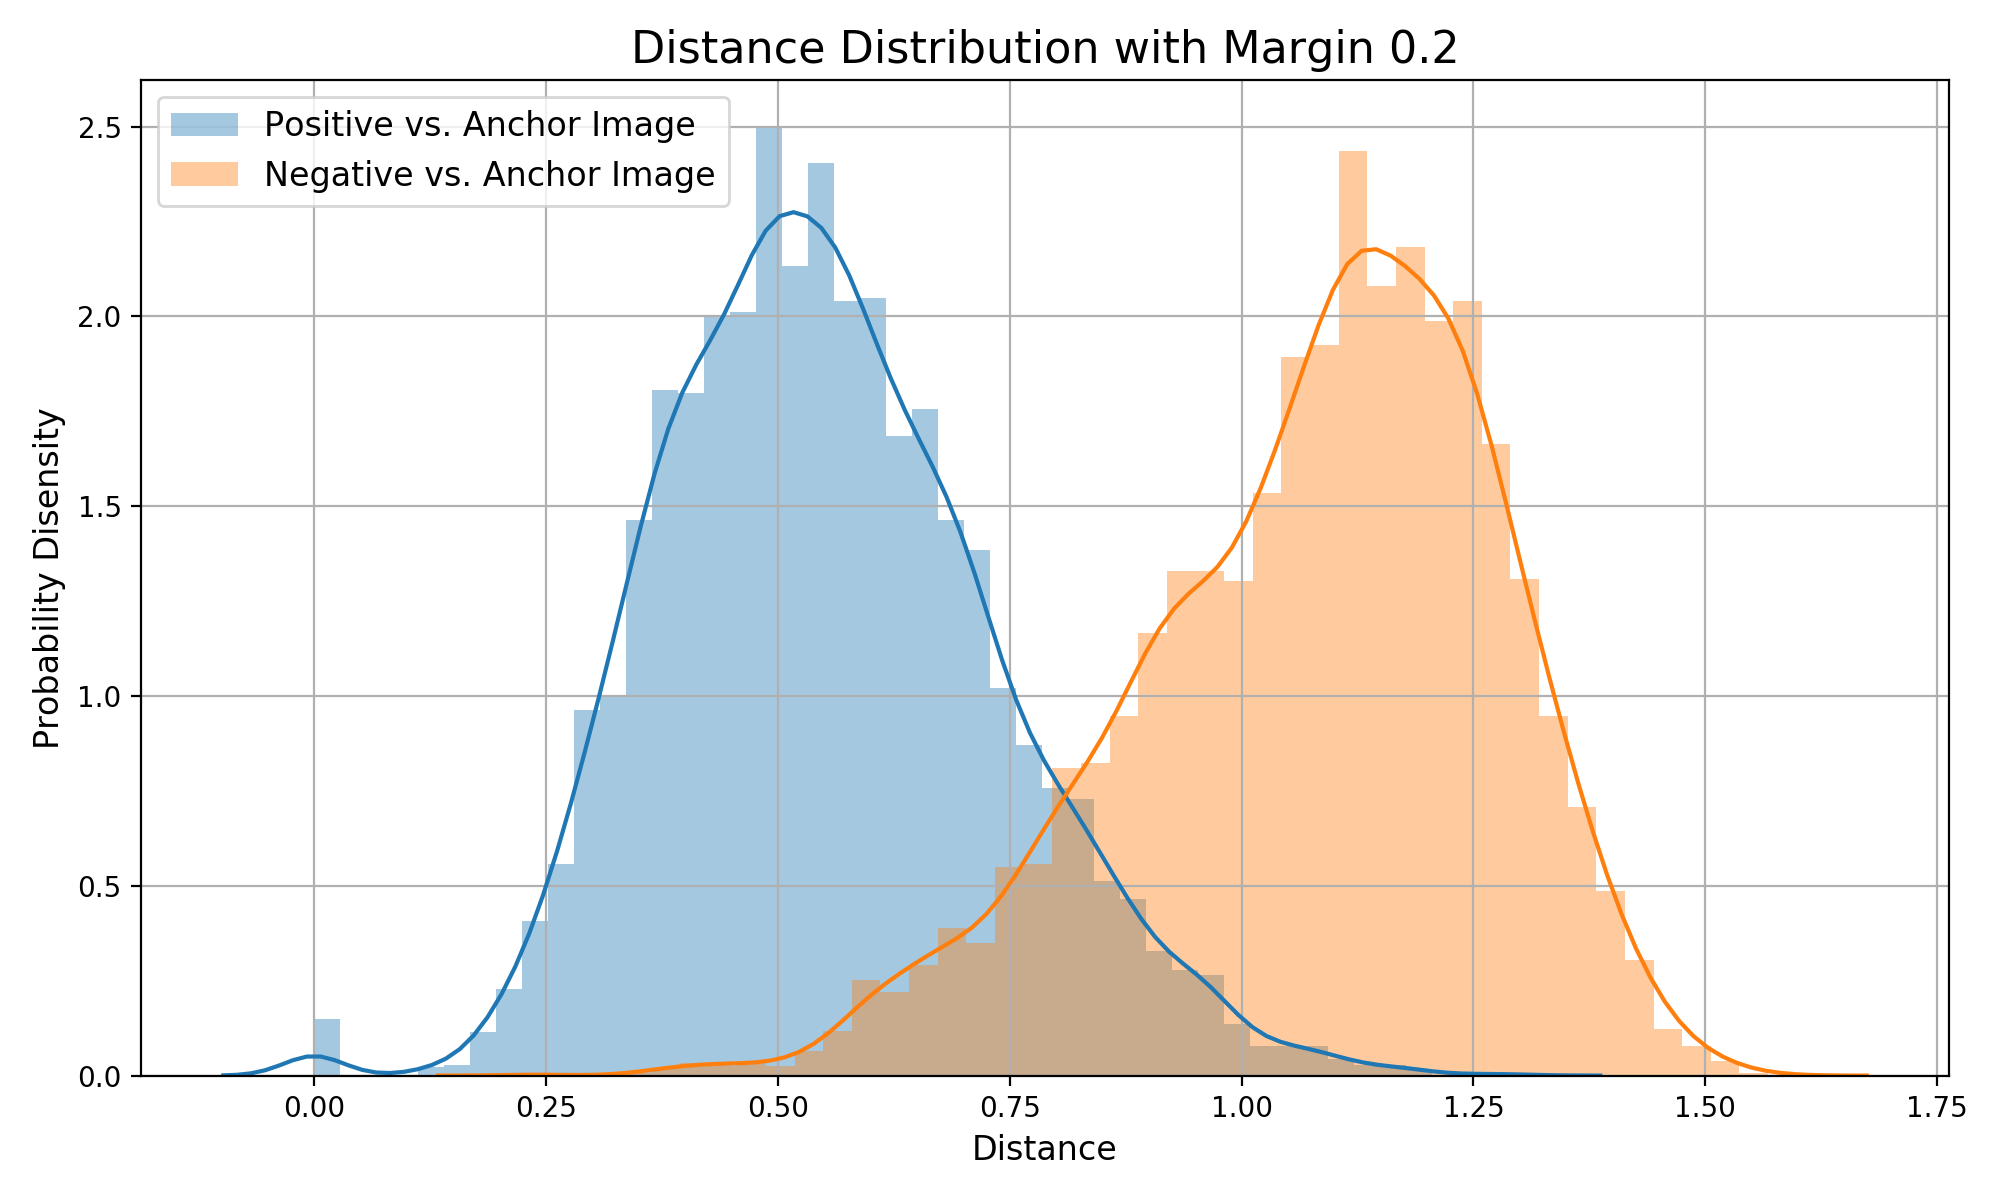 Distance Distribution with Margin 0.2
Positive vs. Anchor Image
Negative vs. Anchor Image
Probability Disensity
2.5
2.0
1.5
1.0
0.5
0.0
0.00 0.25 0.50 0.75 1.00 1.25 1.50 1.75
Distance